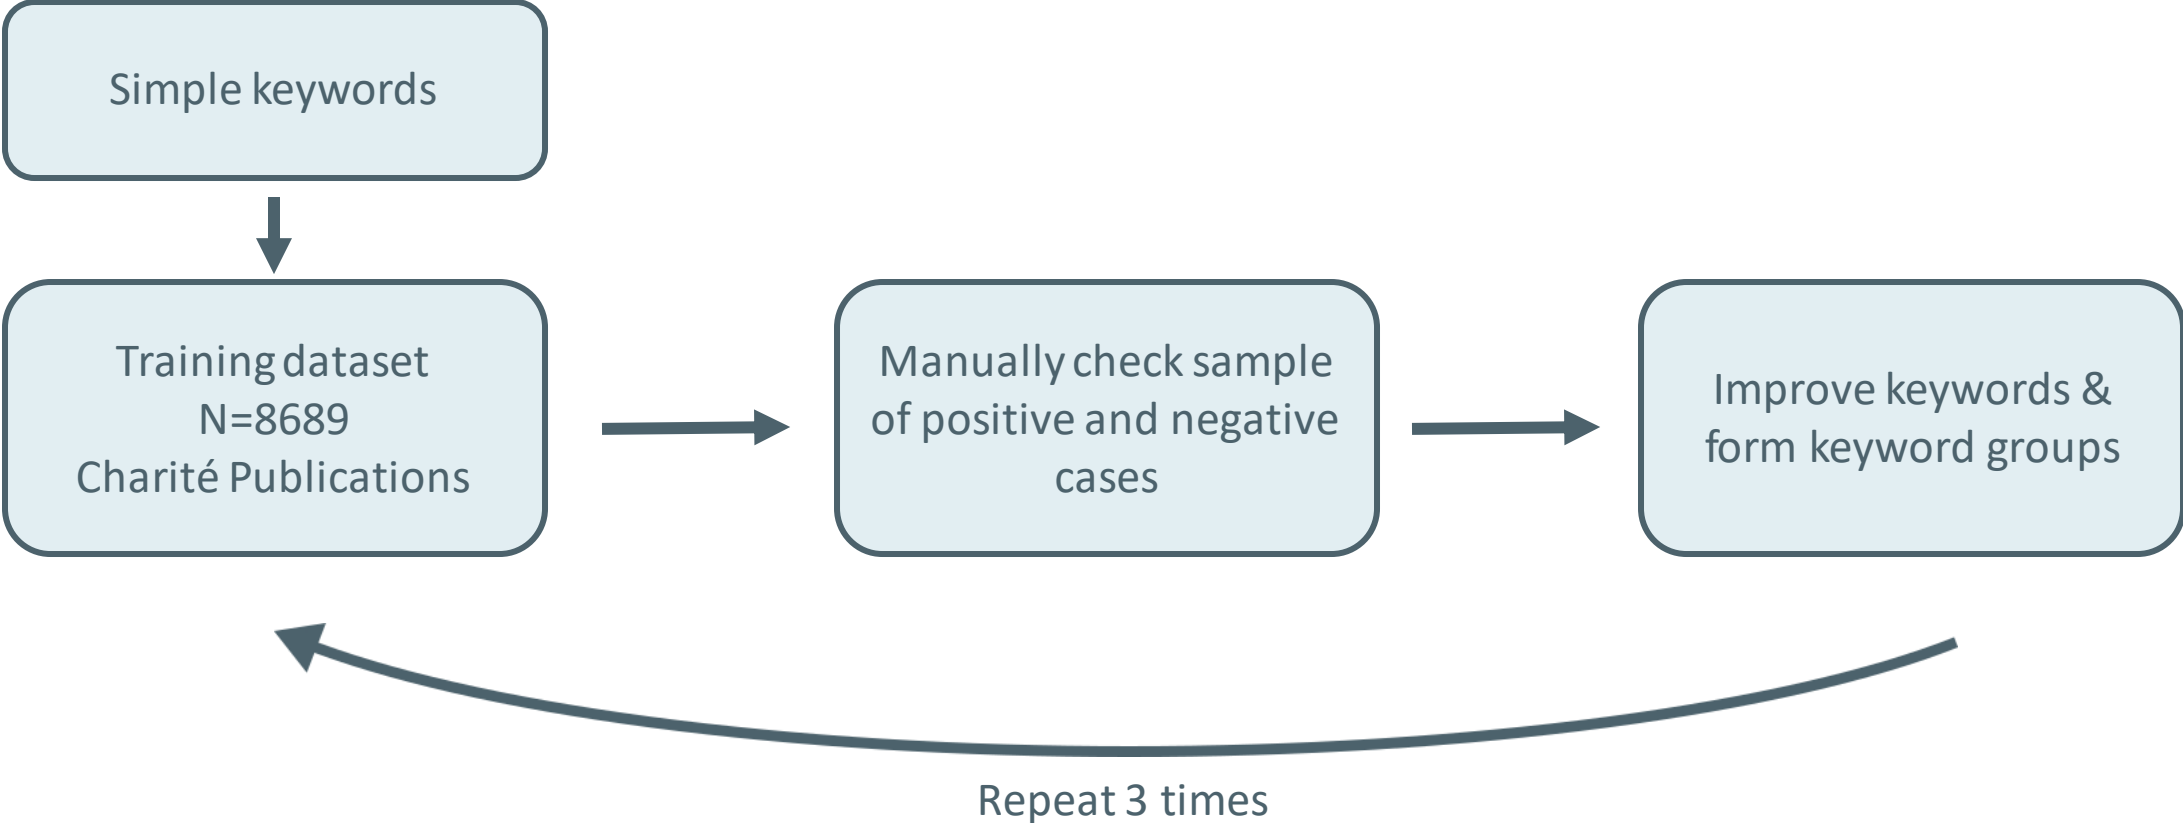 Simple keywords
Training dataset
N=8689
Charité Publications
Manually check sample
of positive and negative
cases
Improve keywords &
form keyword groups
Repeat 3 times